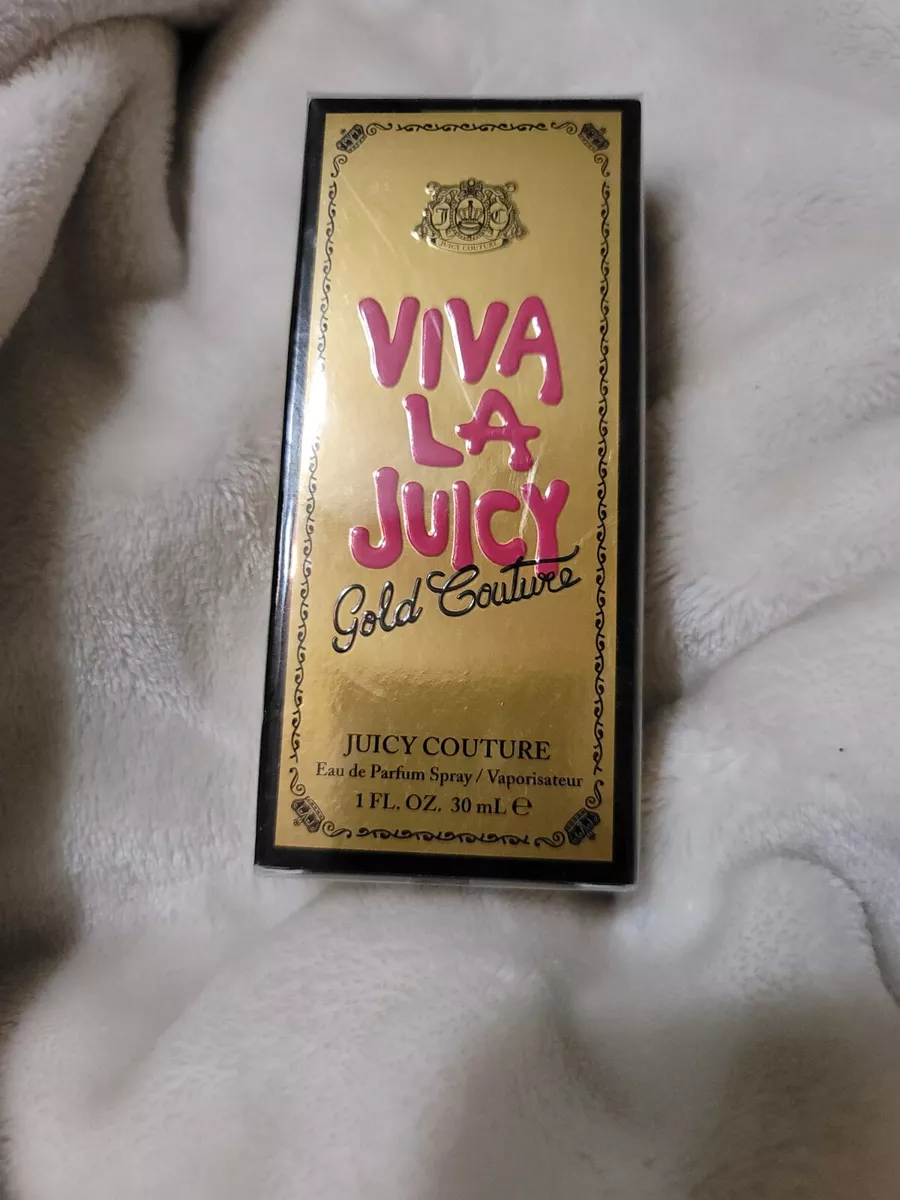 J C
JUICY COUTURE
VIVA
LA
JUICY
Gold Couture
JUICY COUTURE
Eau de Parfum Spray / Vaporisateur
1 FL. OZ. 30 mL ℮